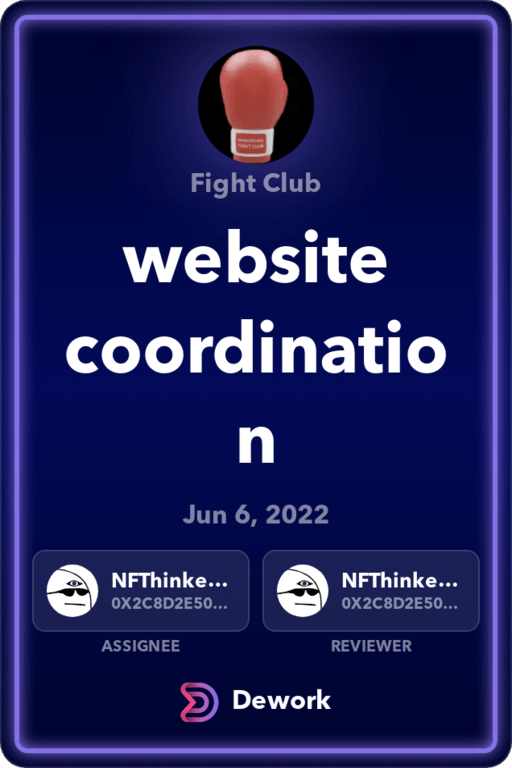 Fight Club
website
coordinatio
n
Jun 6, 2022
NFThinke...
0X2C8D2E50...
ASSIGNEE
NFThinke...
0X2C8D2E50...
REVIEWER
Dework